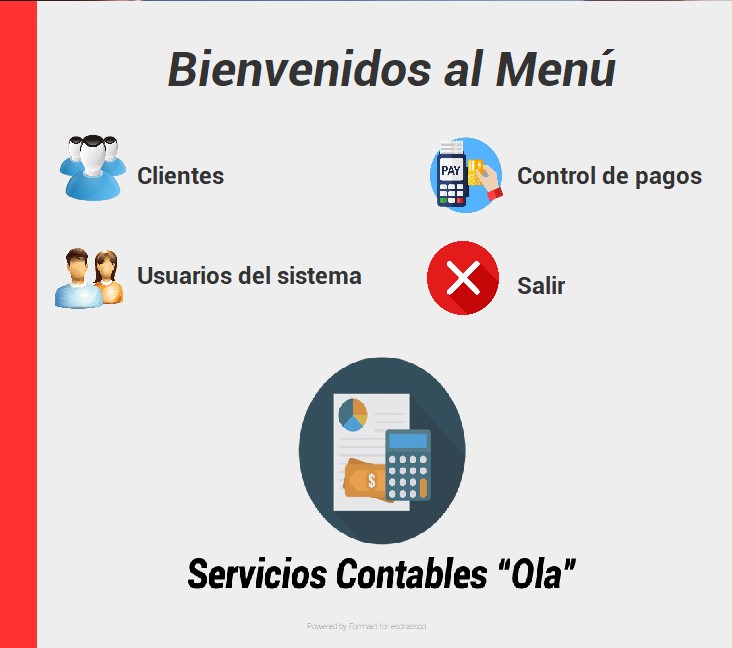 Bienvenidos al Menú
Clientes
PAY
Control de pagos
Usuarios del sistema
Salir
$
Servicios Contables “Ola”
Powered by Formain for